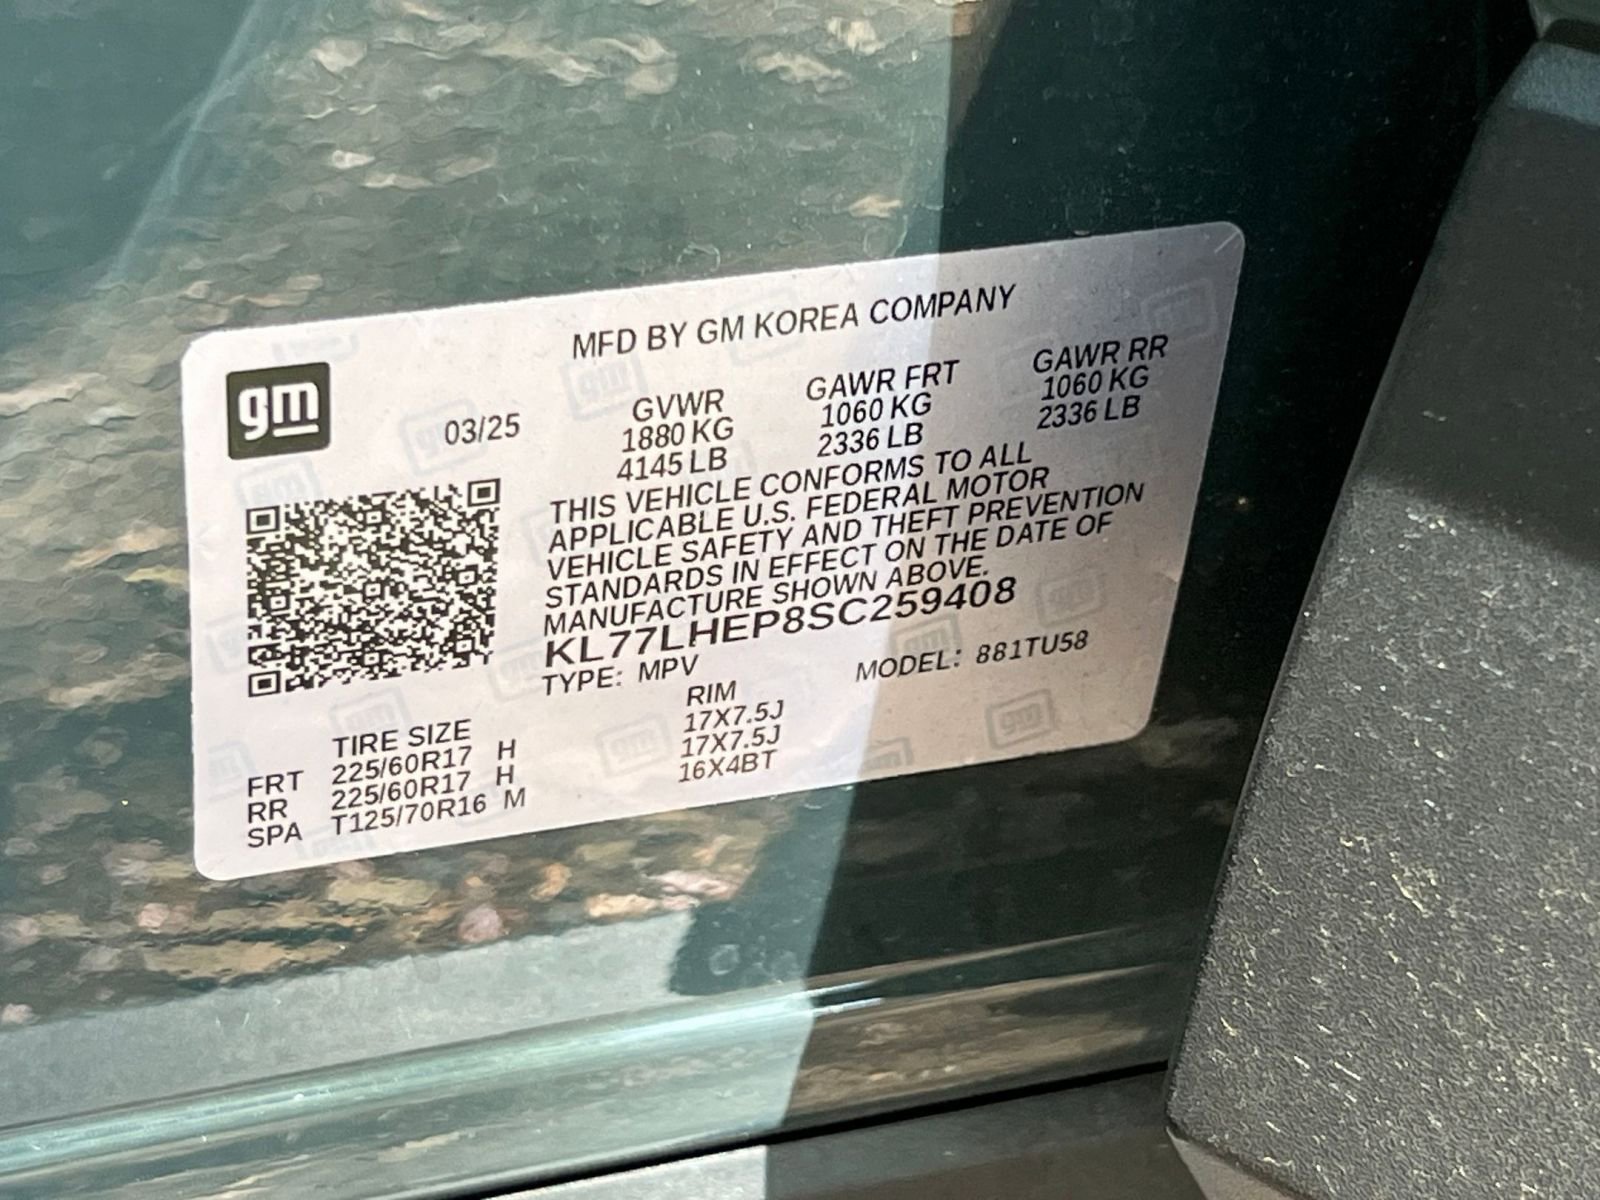 MFD BY GM KOREA COMPANY
gm
03/25
GVWR GAWR FRT GAWR RR
1880 KG 1060 KG 1060 KG
4145 LB 2336 LB 2336 LB
THIS VEHICLE CONFORMS TO ALL
APPLICABLE U.S. FEDERAL MOTOR
VEHICLE SAFETY AND THEFT PREVENTION
STANDARDS IN EFFECT ON THE DATE OF
MANUFACTURE SHOWN ABOVE.
KL77LHEP8SC259408
TYPE: MPV MODEL: 881TU58
TIRE SIZE RIM
FRT 225/60R17 H 17X7.5J
RR 225/60R17 H 17X7.5J
SPA T125/70R16 M 16X4BT